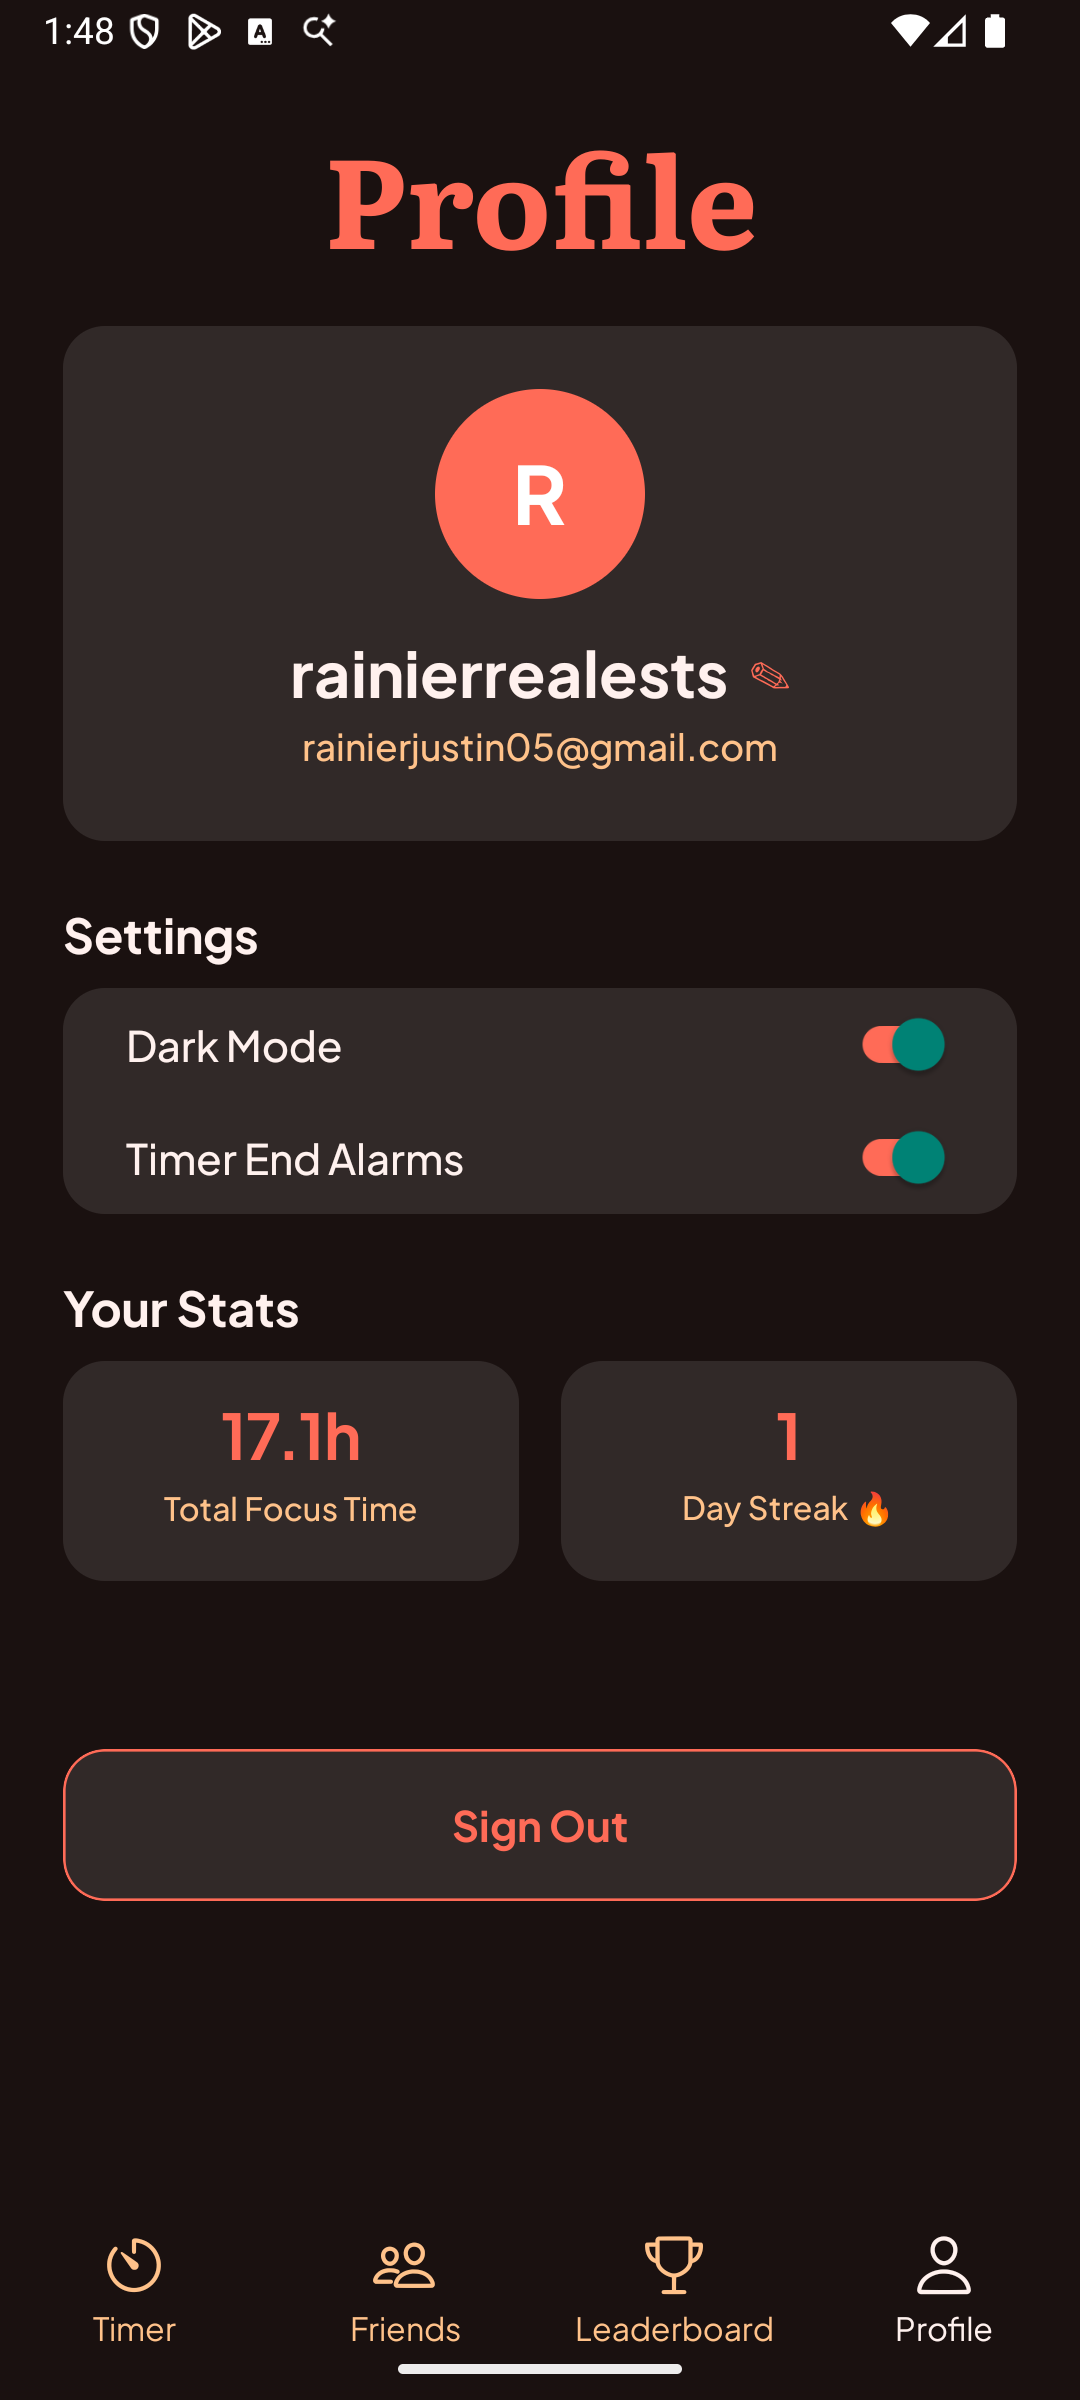 1:48
Profile
R
rainierrealests ✏
rainierjustin05@gmail.com
Settings
Dark Mode
Timer End Alarms
Your Stats
17.1h
Total Focus Time
1
Day Streak 🔥
Sign Out
Timer
Friends
Leaderboard
Profile